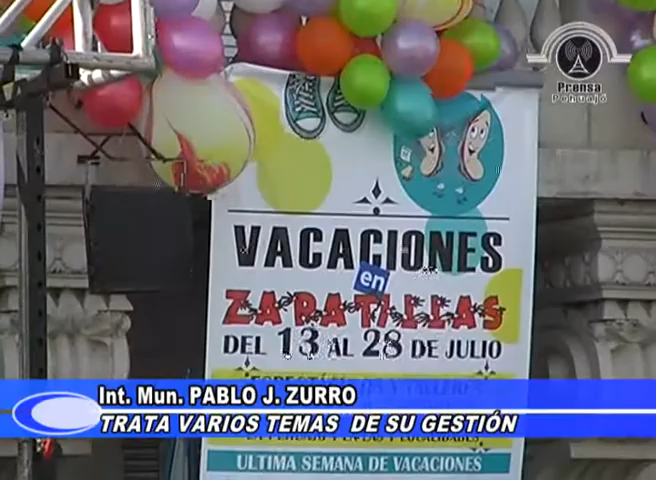 Prensa
Pehuajó
VACACIONES
en
ZAPATILLAS
DEL 13 AL 28 DE JULIO
Int. Mun. PABLO J. ZURRO
TRATA VARIOS TEMAS DE SU GESTIÓN
Y LOCALIDADES.
ULTIMA SEMANA DE VACACIONES